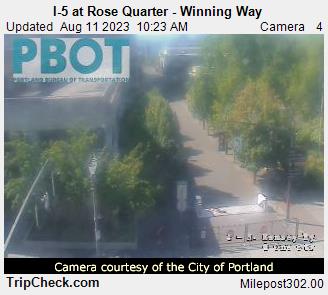 I-5 at Rose Quarter - Winning Way
Updated Aug 11 2023 10:23 AM Camera 4
PBOT
PORTLAND BUREAU OF TRANSPORTATION
Camera courtesy of the City of Portland
TripCheck.com Milepost302.00